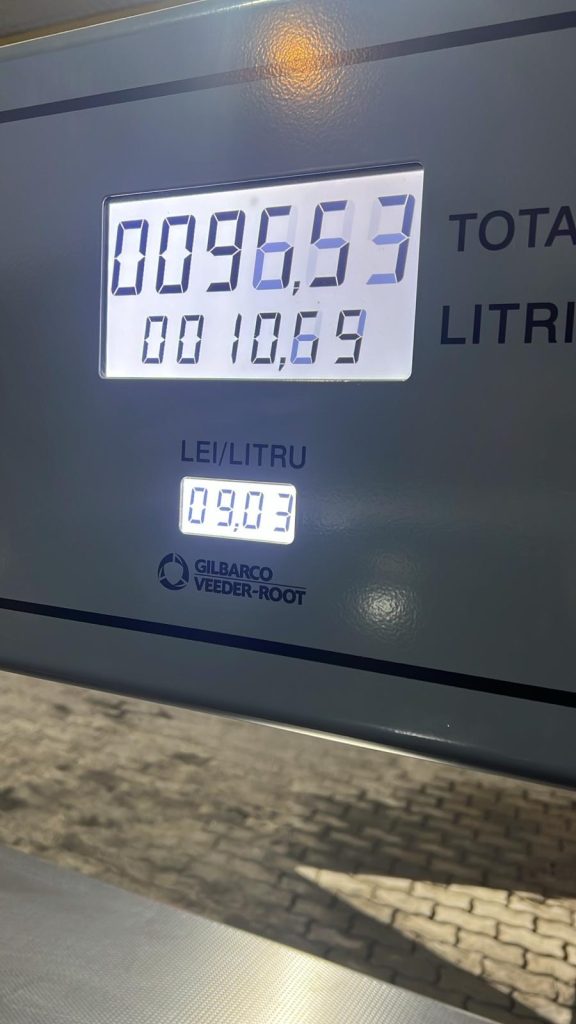 0096,53 TOTA
0010,69 LITRI
LEI/LITRU
09,03
GILBARCO
VEEDER-ROOT